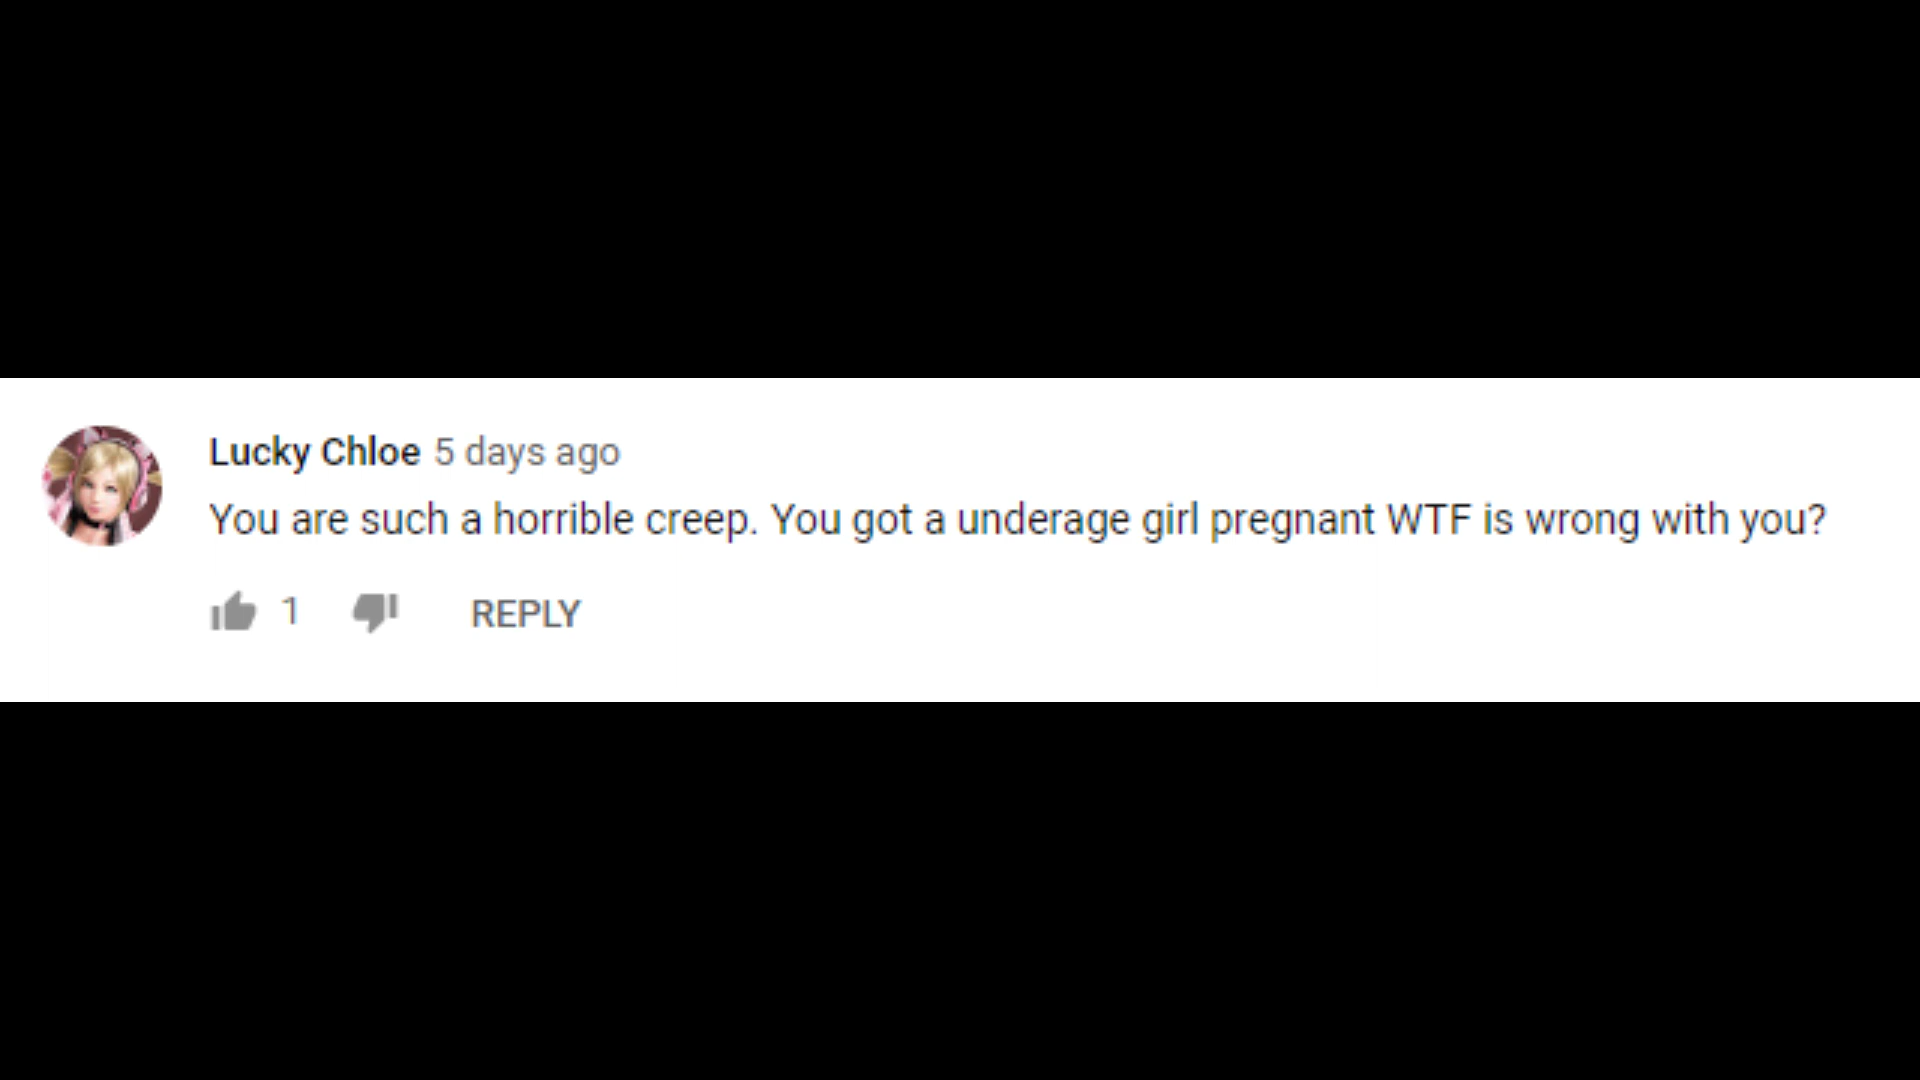 Lucky Chloe 5 days ago
You are such a horrible creep. You got a underage girl pregnant WTF is wrong with you?
1 REPLY